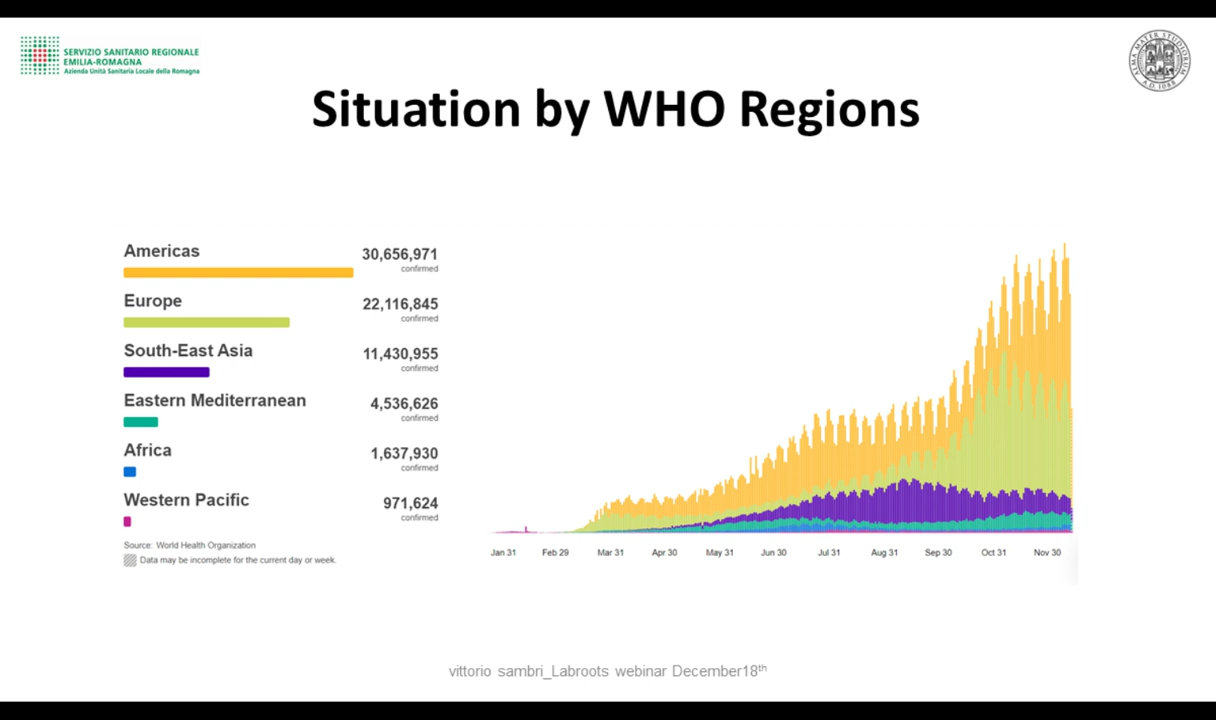 SERVIZIO SANITARIO REGIONALE
EMILIA-ROMAGNA
Azienda Unità Sanitaria Locale della Romagna
ALMA MATER STUDIORUM
A.D. 1088
Situation by WHO Regions
Americas
30,656,971
confirmed
Europe
22,116,845
confirmed
South-East Asia
11,430,955
confirmed
Eastern Mediterranean
4,536,626
confirmed
Africa
1,637,930
confirmed
Western Pacific
971,624
confirmed
Source: World Health Organization
Data may be incomplete for the current day or week.
Jan 31 Feb 29 Mar 31 Apr 30 May 31 Jun 30 Jul 31 Aug 31 Sep 30 Oct 31 Nov 30
vittorio sambri_Labroots webinar December18th